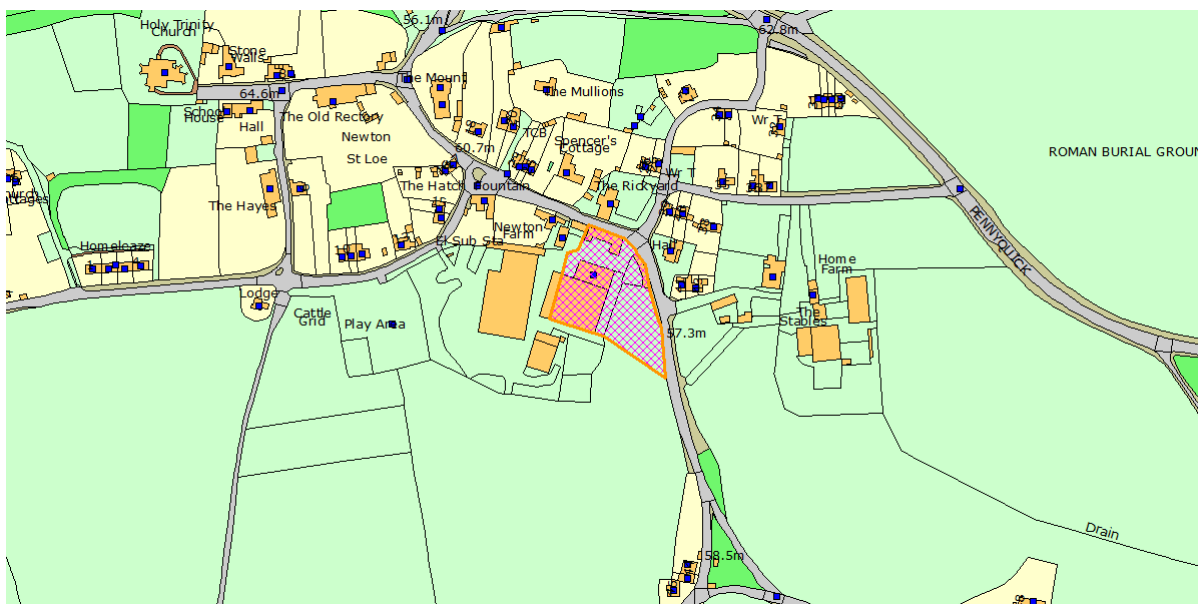 56.1m
62.8m
Holy Trinity
Church
Stone
Walls
The Mount
The Mullions
64.6m
School
House
Hall
The Old Rectory
Newton
St Loe
TCB
Spencer's
Cottage
Wr T
60.7m
Wr T
ROMAN BURIAL GROUN
The Hatch
Fountain
The Rickyard
The Hayes
15
PENNYQUICK
Newton
Farm
El Sub Sta
Hall
Homeleaze
1
4
Home
Farm
Lodge
Cattle
Grid
Play Area
The
Stables
57.3m
Drain
58.5m